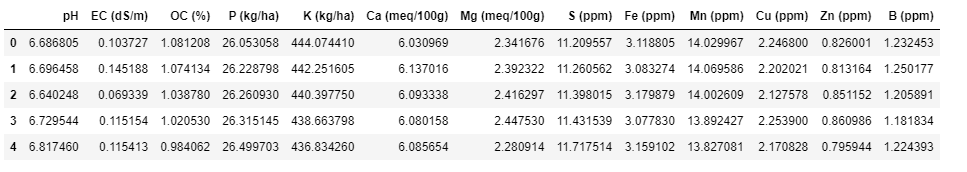 pH EC (dS/m) OC (%) P (kg/ha) K (kg/ha) Ca (meq/100g) Mg (meq/100g) S (ppm) Fe (ppm) Mn (ppm) Cu (ppm) Zn (ppm) B (ppm)
0 6.686805 0.103727 1.081208 26.053058 444.074410 6.030969 2.341676 11.209557 3.118805 14.029967 2.246800 0.826001 1.232453
1 6.696458 0.145188 1.074134 26.228798 442.251605 6.137016 2.392322 11.260562 3.083274 14.069586 2.202021 0.813164 1.250177
2 6.640248 0.069339 1.038780 26.260930 440.397750 6.093338 2.416297 11.398015 3.179879 14.002609 2.127578 0.851152 1.205891
3 6.729544 0.115154 1.020530 26.315145 438.663798 6.080158 2.447530 11.431539 3.077830 13.892427 2.253900 0.860986 1.181834
4 6.817460 0.115413 0.984062 26.499703 436.834260 6.085654 2.280914 11.717514 3.159102 13.827081 2.170828 0.795944 1.224393